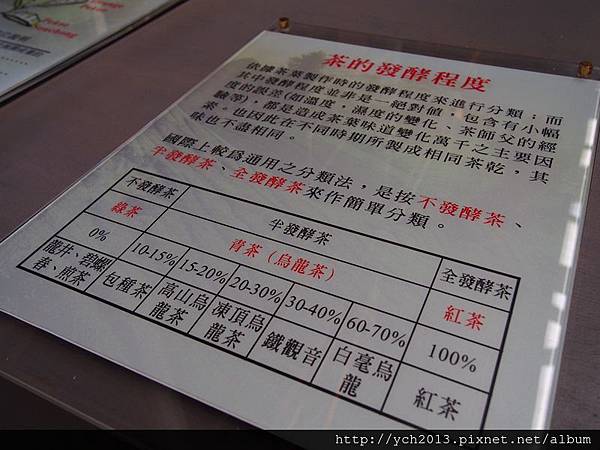 茶的發酵程度
依據茶葉製作時的發酵程度來進行分類；而
其中發酵程度並非是一絕對值，包含有小幅
度的誤差(如溫度，濕度的變化、茶師父的經
驗等)，都是造成茶葉味道變化萬千之主要因
素。也因此在不同時期所製成相同茶乾，其
味也不盡相同。
國際上較為通用之分類法，是按不發酵茶、
半發酵茶、全發酵茶來作簡單分類。
不發酵茶 半發酵茶 全發酵茶
綠茶 青茶（烏龍茶） 紅茶
0% 10-15% 15-20% 20-30% 30-40% 60-70% 100%
龍井、碧螺春、煎茶 包種茶 高山烏龍茶 凍頂烏龍茶 鐵觀音 白毫烏龍 紅茶
http://ych2013.pixnet.net/album